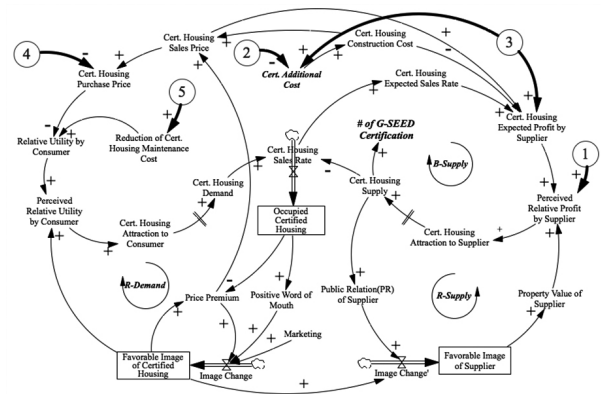 Cert. Housing
Sales Price
Cert. Housing
Construction Cost
3
4
2
Cert. Additional
Cost
Cert. Housing
Purchase Price
Cert. Housing
Expected Sales Rate
5
# of G-SEED
Certification
Cert. Housing
Expected Profit by
Supplier
Relative Utility by
Consumer
Reduction of Cert.
Housing Maintenance
Cost
Cert. Housing
Sales Rate
B-Supply
1
Cert. Housing
Demand
Cert. Housing
Supply
Perceived
Relative Utility
by Consumer
Perceived
Relative Profit
by Supplier
Cert. Housing
Attraction to
Consumer
Occupied
Certified
Housing
Cert. Housing
Attraction to Supplier
R-Demand
Price Premium
Positive Word of
Mouth
Public Relation(PR)
of Supplier
R-Supply
Property Value of
Supplier
Marketing
Favorable Image
of Certified
Housing
Image Change
Image Change'
Favorable Image
of Supplier